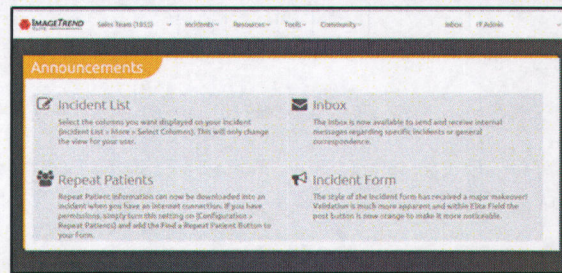 IMAGETREND Sales Team (1852) Incidents Resources Tools Community Inbox IT Admin
ELITE
Announcements
Incident List
Select the columns you want displayed on your incident
(Incident List > More > Select Columns). This will only change
the view for your user.
Inbox
The Inbox is now available to send and receive internal
messages regarding specific incidents or general
correspondence.
Repeat Patients
Repeat Patient Information can now be downloaded into an
incident when you have an internet connection. If you have
permissions, simply turn this setting on (Configuration >
Repeat Patients) and add the Find a Repeat Patient Button to
your form.
Incident Form
The style of the incident form has received a major makeover!
Validation is much more apparent and within Elite Field the
post button is now orange to make it more noticeable.